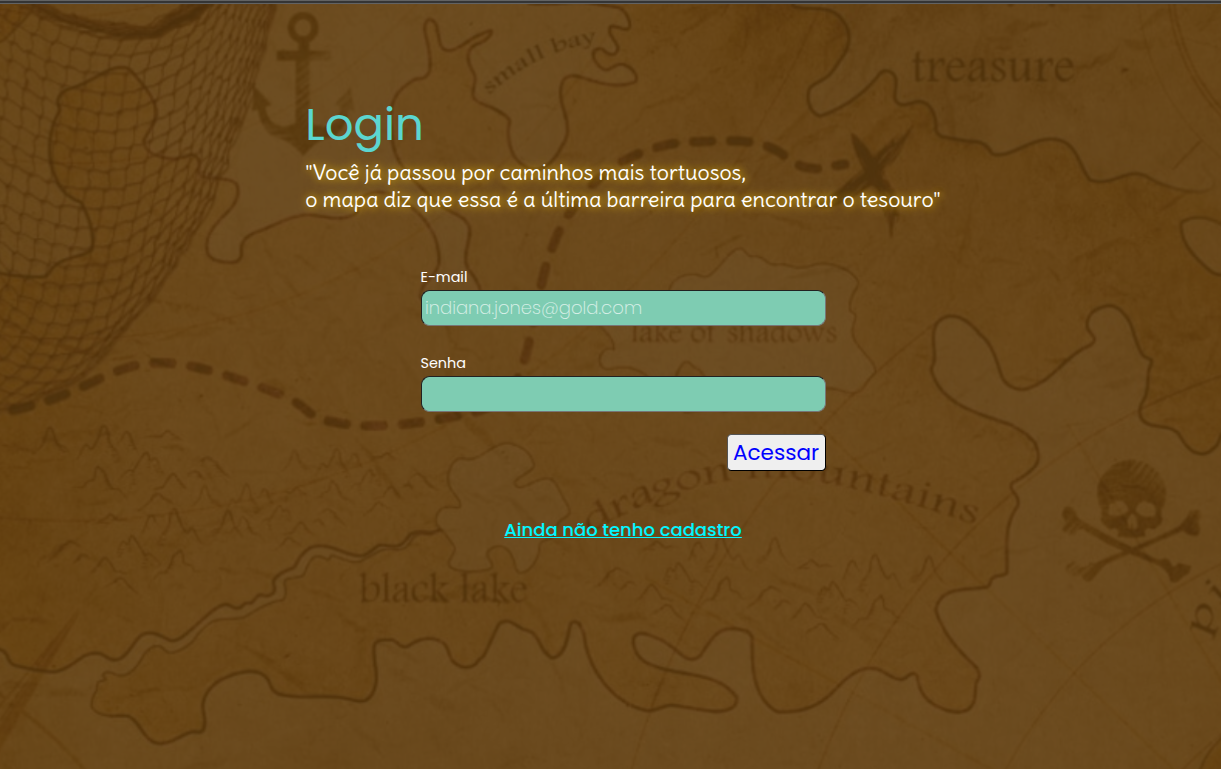 small bay
treasure
Login
"Você já passou por caminhos mais tortuosos,
o mapa diz que essa é a última barreira para encontrar o tesouro"
E-mail
indiana.jones@gold.com
lake of shadows
Senha
Acessar
dragon mountains
Ainda não tenho cadastro
black lake